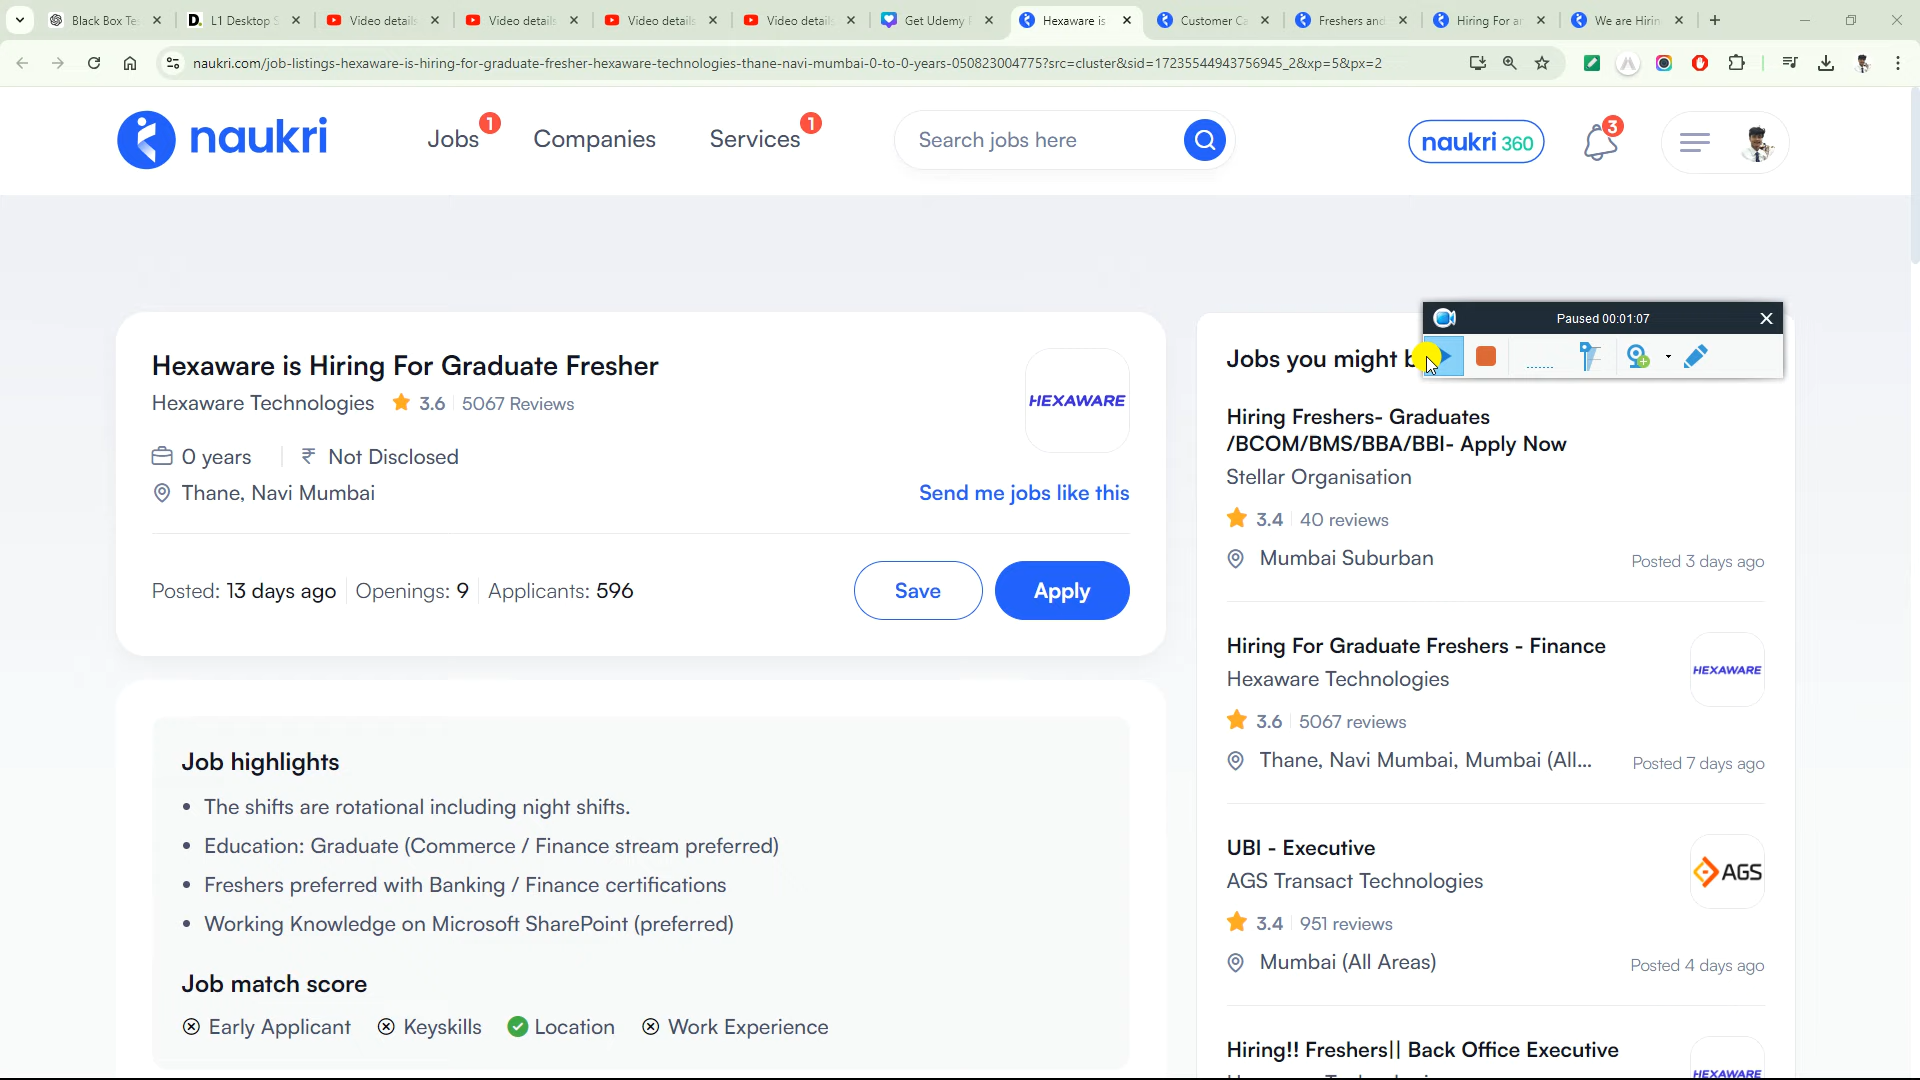 Black Box Te
L1 Desktop S
Video details
Video details
Video details
Video details
Get Udemy
Hexaware is
Customer Ca
Freshers and
Hiring For a
We are Hirin
naukri.com/job-listings-hexaware-is-hiring-for-graduate-fresher-hexaware-technologies-thane-navi-mumbai-0-to-0-years-050823004775?src=cluster&sid=17235544943756945_2&xp=5&px=2
naukri
Jobs 1
Companies
Services 1
Search jobs here
naukri 360
3
Paused 00:01:07
Hexaware is Hiring For Graduate Fresher
Hexaware Technologies 3.6 5067 Reviews
HEXAWARE
0 years ₹ Not Disclosed
Thane, Navi Mumbai
Send me jobs like this
Posted: 13 days ago Openings: 9 Applicants: 596
Save
Apply
Job highlights
• The shifts are rotational including night shifts.
• Education: Graduate (Commerce / Finance stream preferred)
• Freshers preferred with Banking / Finance certifications
• Working Knowledge on Microsoft SharePoint (preferred)
Job match score
Early Applicant Keyskills Location Work Experience
Jobs you might b
Hiring Freshers- Graduates
/BCOM/BMS/BBA/BBI- Apply Now
Stellar Organisation
3.4 40 reviews
Mumbai Suburban
Posted 3 days ago
Hiring For Graduate Freshers - Finance
Hexaware Technologies
HEXAWARE
3.6 5067 reviews
Thane, Navi Mumbai, Mumbai (All...
Posted 7 days ago
UBI - Executive
AGS Transact Technologies
AGS
3.4 951 reviews
Mumbai (All Areas)
Posted 4 days ago
Hiring!! Freshers|| Back Office Executive
HEXAWARE